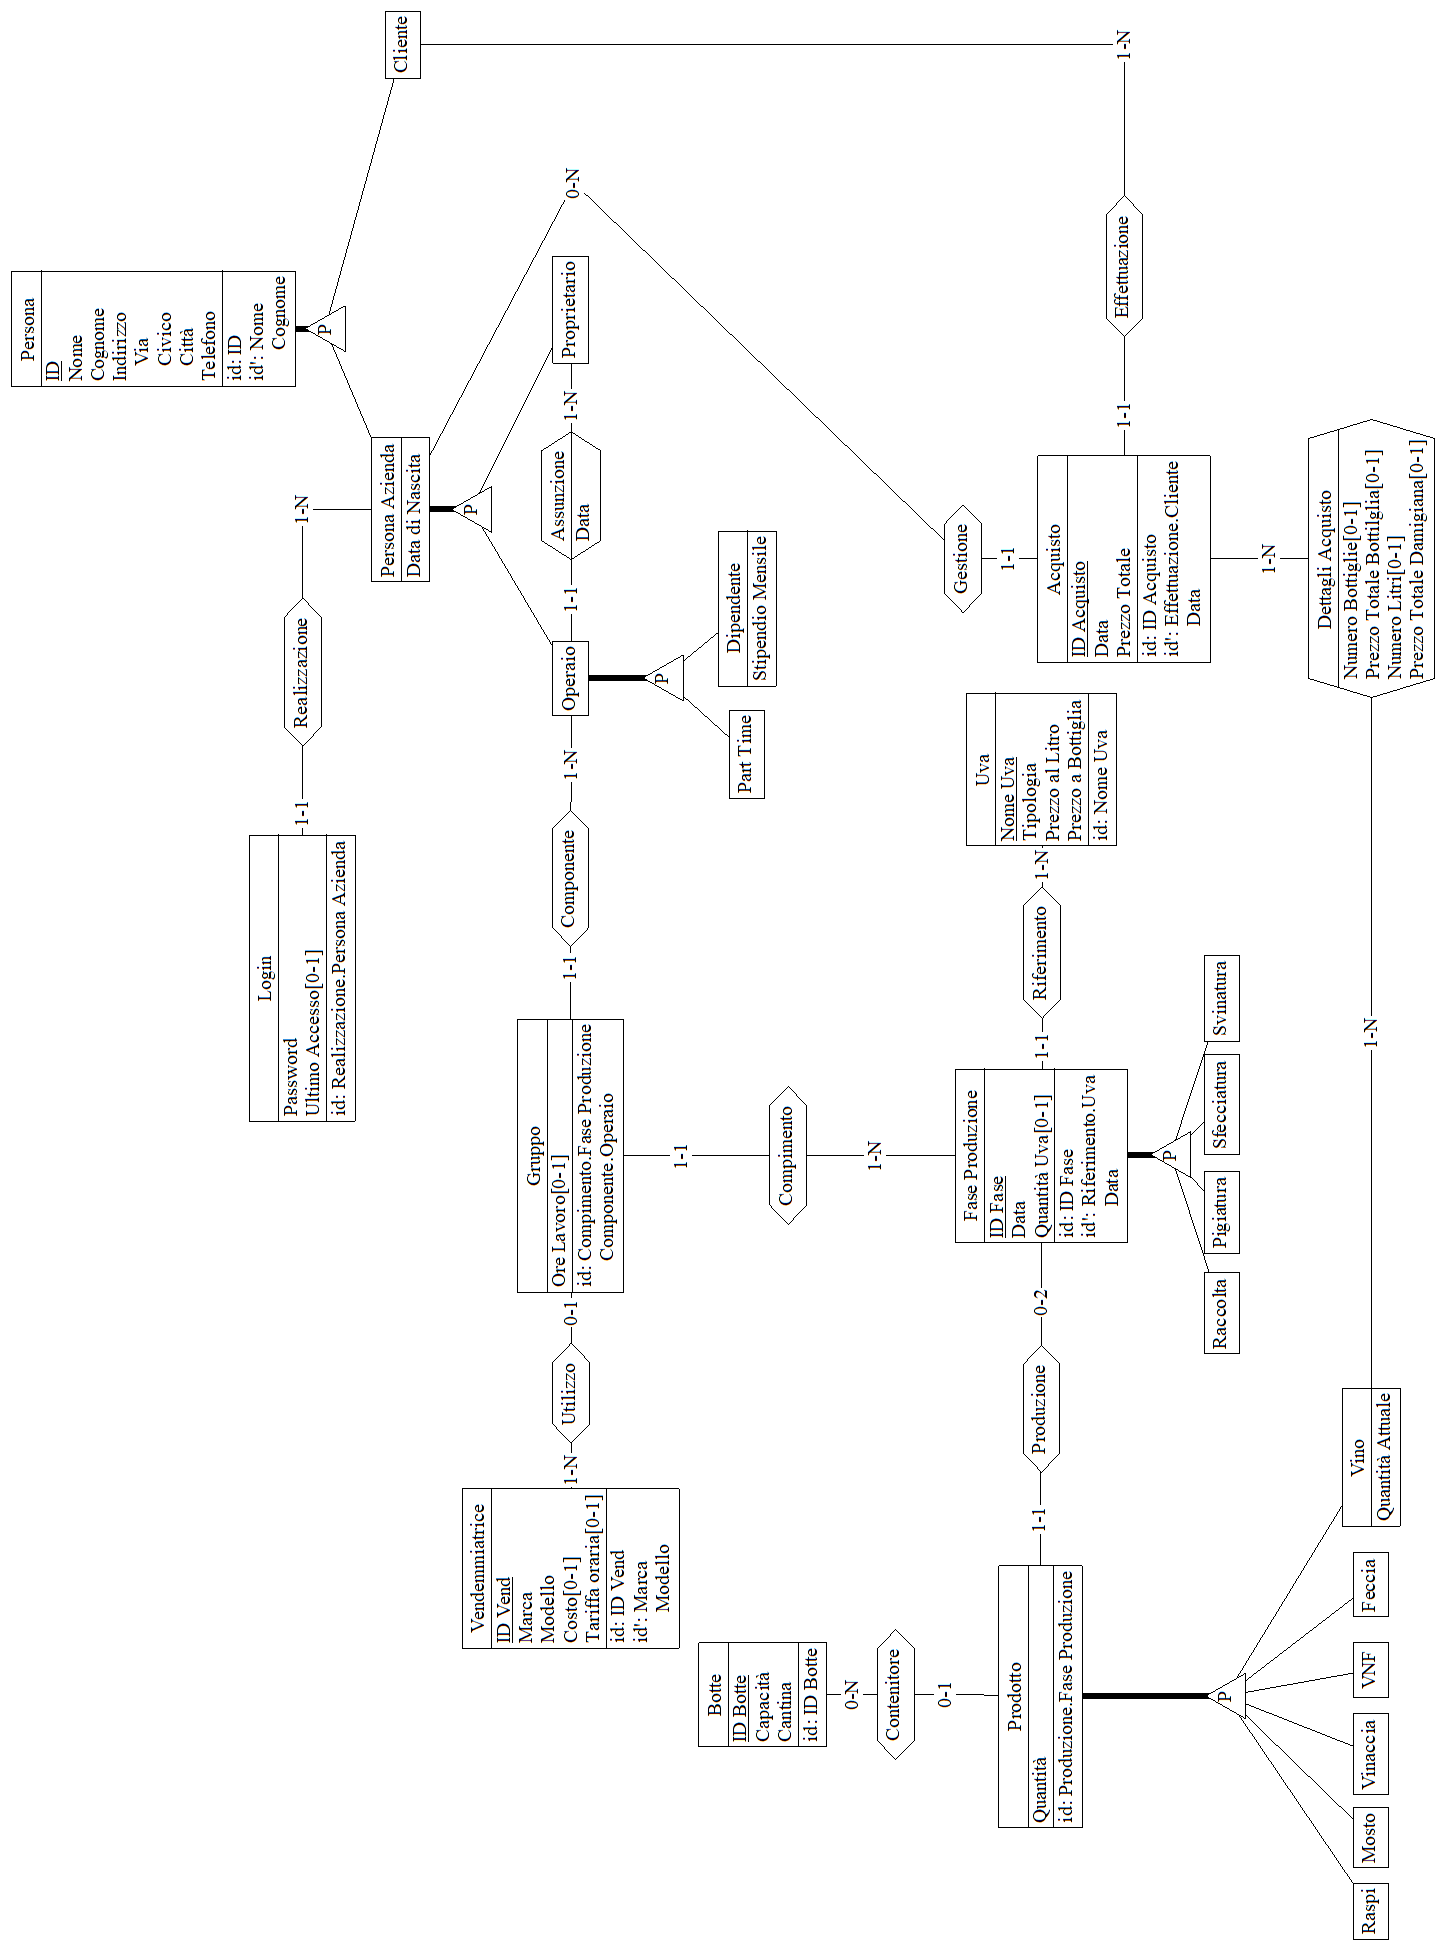 Persona
ID
Nome
Cognome
Indirizzo
Via
Civico
Città
Telefono
id: ID
id': Nome
Cognome
P
Cliente
1-N
Effettuazione
1-1
Persona Azienda
Data di Nascita
1-N
Realizzazione
1-1
Login
Password
Ultimo Accesso[0-1]
id: Realizzazione.Persona Azienda
P
0-N
Gestione
1-1
Proprietario
1-N
Assunzione
Data
1-1
Operaio
P
Dipendente
Stipendio Mensile
Part Time
1-N
Componente
1-1
Gruppo
Ore Lavoro[0-1]
id: Compimento.Fase Produzione
Componente.Operaio
0-1
Utilizzo
1-N
Vendemmiatrice
ID Vend
Marca
Modello
Costo[0-1]
Tariffa oraria[0-1]
id: ID Vend
id': Marca
Modello
1-1
Compimento
1-N
Fase Produzione
ID Fase
Data
Quantità Uva[0-1]
id: ID Fase
id': Riferimento.Uva
Data
1-1
Riferimento
1-N
Uva
Nome Uva
Tipologia
Prezzo al Litro
Prezzo a Bottiglia
id: Nome Uva
P
Raccolta
Pigiatura
Sfecciatura
Svinatura
0-2
Produzione
1-1
Prodotto
Quantità
id: Produzione.Fase Produzione
0-1
Contenitore
0-N
Botte
ID Botte
Capacità
Cantina
id: ID Botte
P
Raspi
Mosto
Vinaccia
VNF
Feccia
Vino
Quantità Attuale
1-N
Dettagli Acquisto
Numero Bottiglie[0-1]
Prezzo Totale Bottilglia[0-1]
Numero Litri[0-1]
Prezzo Totale Damigiana[0-1]
1-N
Acquisto
ID Acquisto
Data
Prezzo Totale
id: ID Acquisto
id': Effettuazione.Cliente
Data